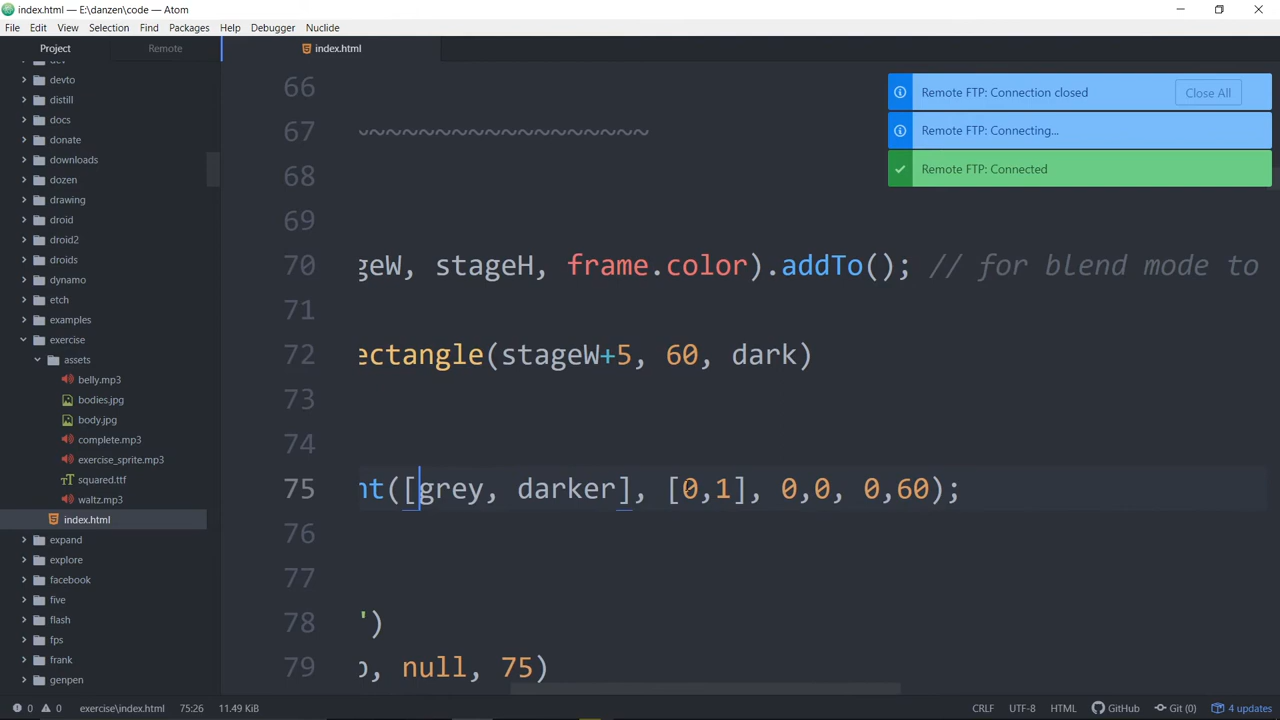 index.html — E:\danzen\code — Atom
File Edit View Selection Find Packages Help Debugger Nuclide
Project Remote
index.html
dev
devto
distill
docs
donate
downloads
dozen
drawing
droid
droid2
droids
dynamo
etch
examples
exercise
assets
belly.mp3
bodies.jpg
body.jpg
complete.mp3
exercise_sprite.mp3
squared.ttf
waltz.mp3
index.html
expand
explore
facebook
five
flash
fps
frank
genpen
66
67 ~~~~~~~~~~~~~~~~~~
68
69
70 geW, stageH, frame.color).addTo(); // for blend mode to
71
72 ectangle(stageW+5, 60, dark)
73
74
75 nt([grey, darker], [0,1], 0,0, 0,60);
76
77
78 ')
79 p, null, 75)
Remote FTP: Connection closed
Close All
Remote FTP: Connecting...
Remote FTP: Connected
0 0 exercise\index.html 75:26 11.49 KiB CRLF UTF-8 HTML GitHub Git (0) 4 updates